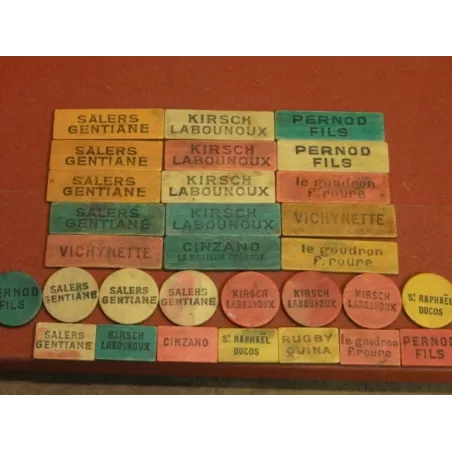 SALERS
GENTIANE
KIRSCH
LABOUNOUX
PERNOD
FILS
SALERS
GENTIANE
KIRSCH
LABOUNOUX
PERNOD
FILS
SALERS
GENTIANE
KIRSCH
LABOUNOUX
le goudron
f. roure
SALERS
GENTIANE
KIRSCH
LABOUNOUX
VICHYNETTE
VICHYNETTE
CINZANO
le goudron
f. roure
PERNOD
FILS
SALERS
GENTIANE
SALERS
GENTIANE
SALERS
GENTIANE
KIRSCH
LABOUNOUX
KIRSCH
LABOUNOUX
KIRSCH
LABOUNOUX
St RAPHAËL
DUCOS
SALERS
GENTIANE
KIRSCH
LABOUNOUX
CINZANO
St RAPHAËL
DUCOS
RUGBY
QUINA
le goudron
f. roure
PERNOD
FILS